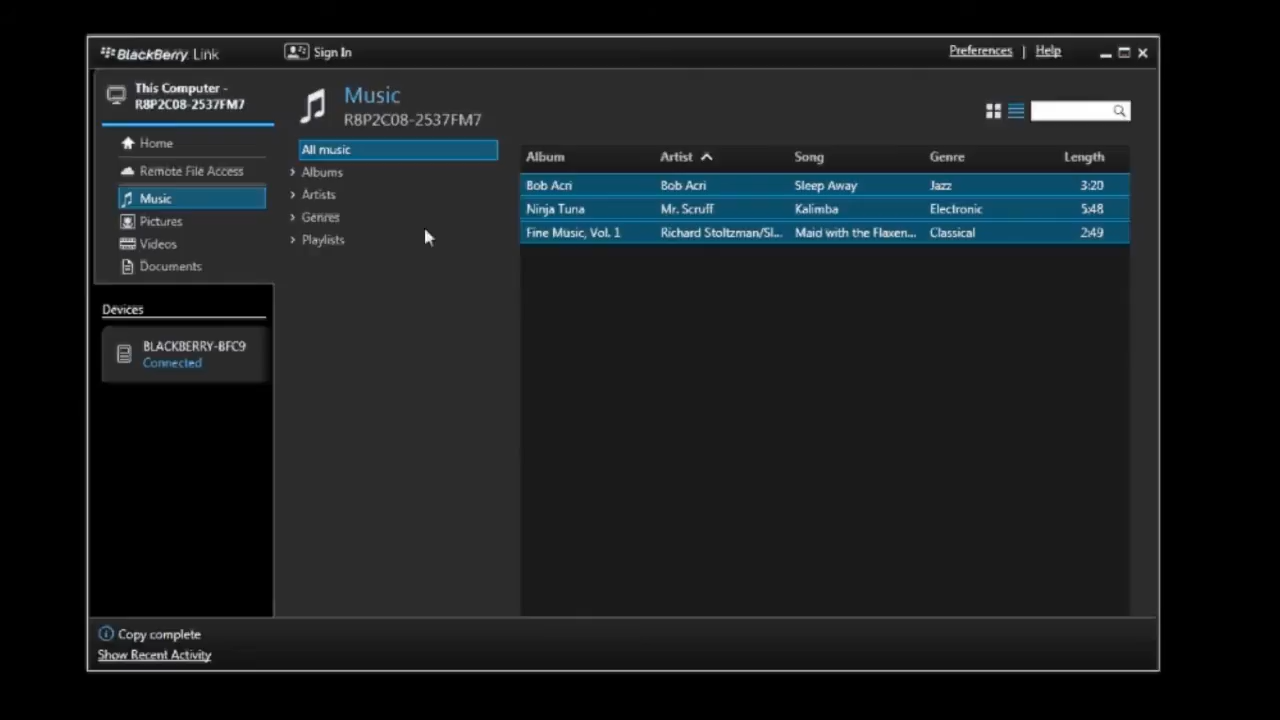 BlackBerry Link
Sign In
Preferences | Help
This Computer -
R8P2C08-2537FM7
Home
Remote File Access
Music
Pictures
Videos
Documents
Devices
BLACKBERRY-BFC9
Connected
Music
R8P2C08-2537FM7
All music
Albums
Artists
Genres
Playlists
Album Artist Song Genre Length
Bob Acri Bob Acri Sleep Away Jazz 3:20
Ninja Tuna Mr. Scruff Kalimba Electronic 5:48
Fine Music, Vol. 1 Richard Stoltzman/Sl... Maid with the Flaxen... Classical 2:49
Copy complete
Show Recent Activity